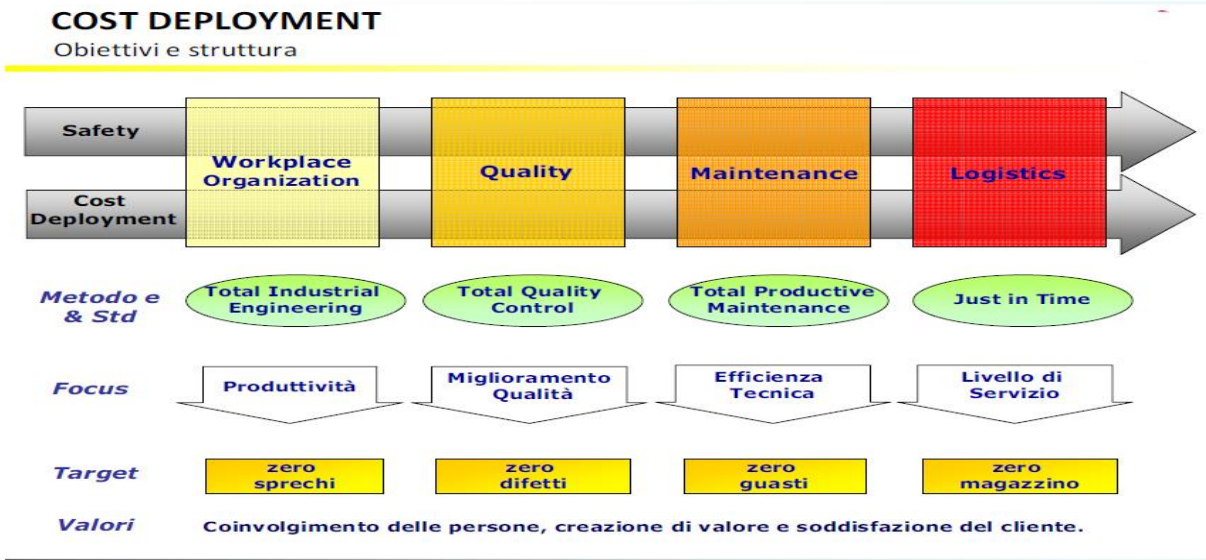 COST DEPLOYMENT
Obiettivi e struttura
Safety
Cost
Deployment
Workplace
Organization
Quality
Maintenance
Logistics
Metodo e
& Std
Total Industrial
Engineering
Total Quality
Control
Total Productive
Maintenance
Just in Time
Focus
Produttività
Miglioramento
Qualità
Efficienza
Tecnica
Livello di
Servizio
Target
zero
sprechi
zero
difetti
zero
guasti
zero
magazzino
Valori
Coinvolgimento delle persone, creazione di valore e soddisfazione del cliente.